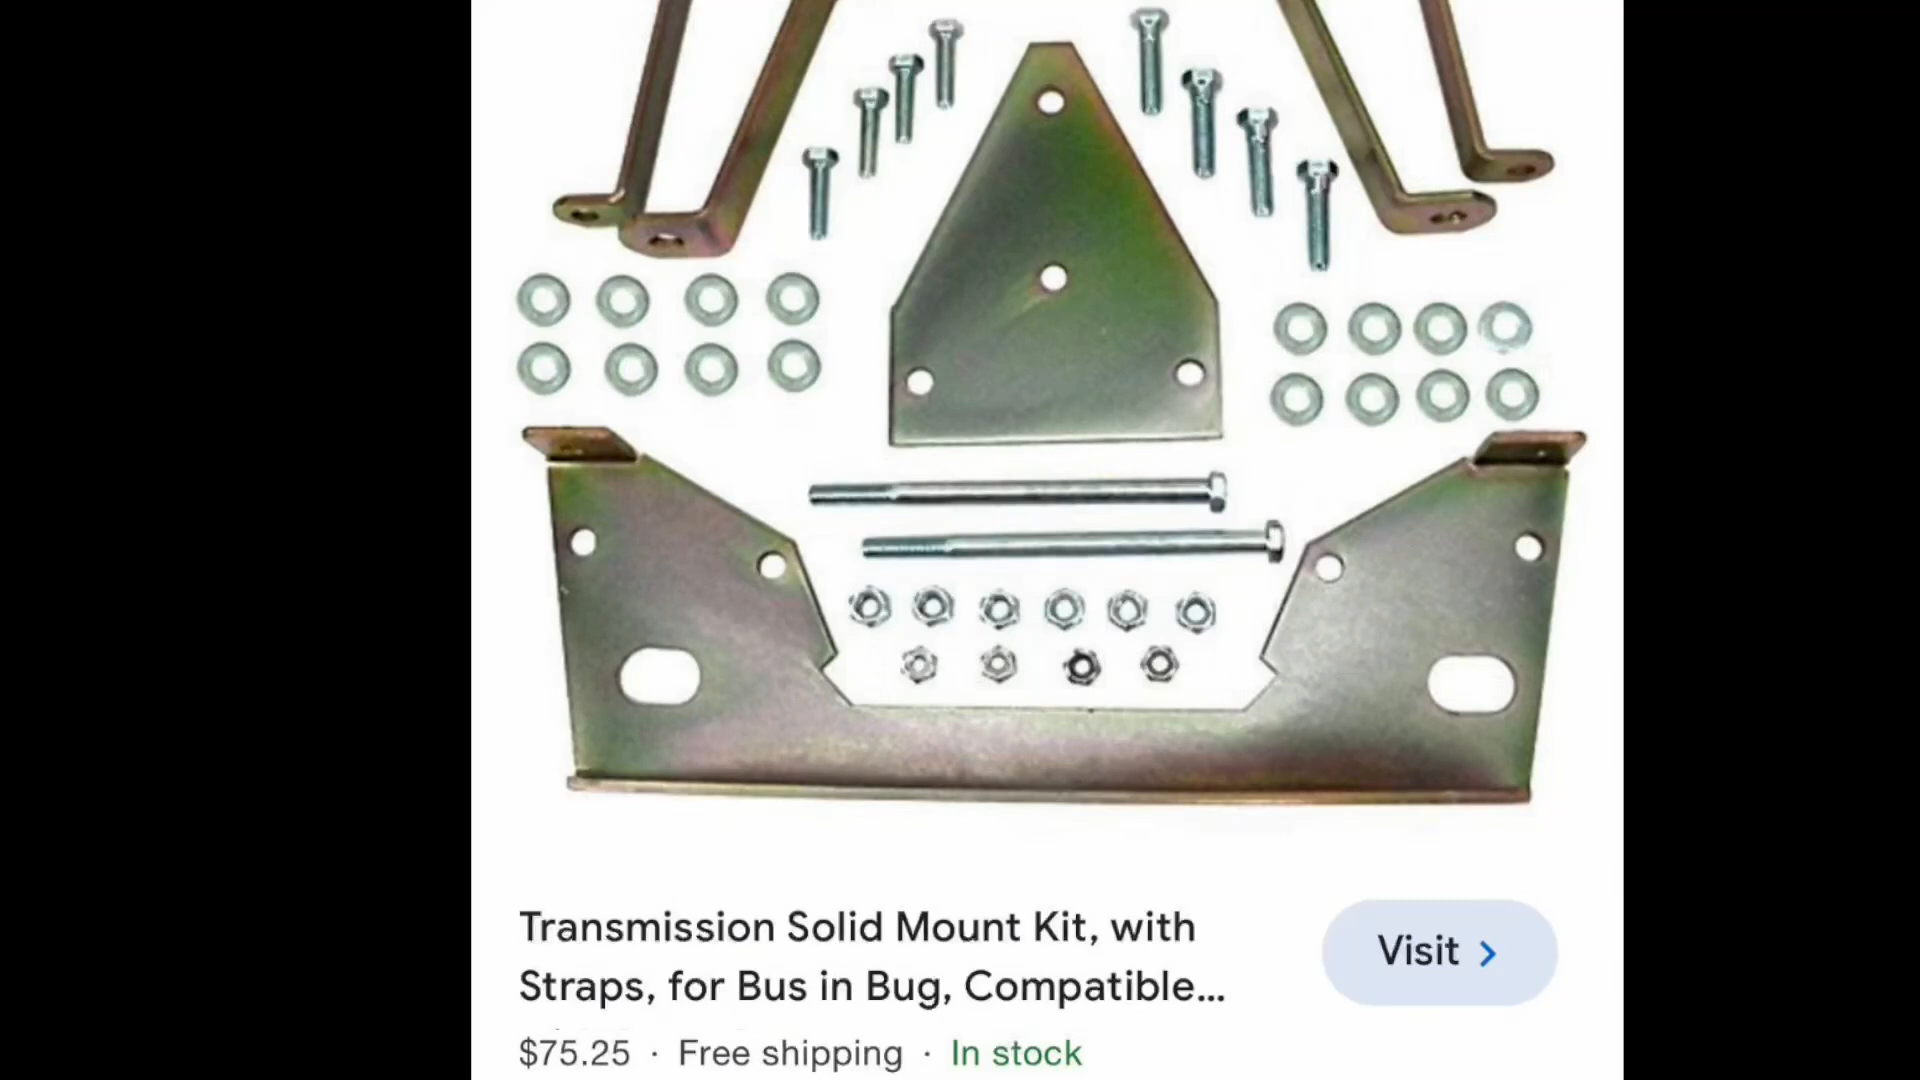 Transmission Solid Mount Kit, with
Straps, for Bus in Bug, Compatible...
Visit >
$75.25 · Free shipping · In stock